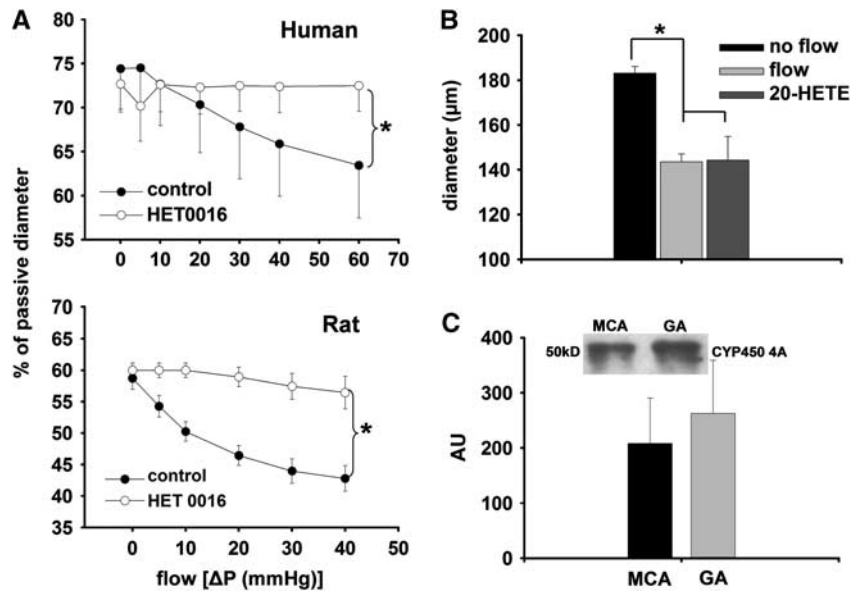 A
Human
80
75
70
65
60
55
control
HET0016
0 10 20 30 40 50 60 70
*
% of passive diameter
Rat
70
65
60
55
50
45
40
35
control
HET 0016
0 10 20 30 40 50
*
flow [ΔP (mmHg)]
B
200
180
160
140
120
100
diameter (µm)
*
no flow
flow
20-HETE
C
400
300
200
100
0
AU
MCA GA
50kD CYP450 4A
MCA GA